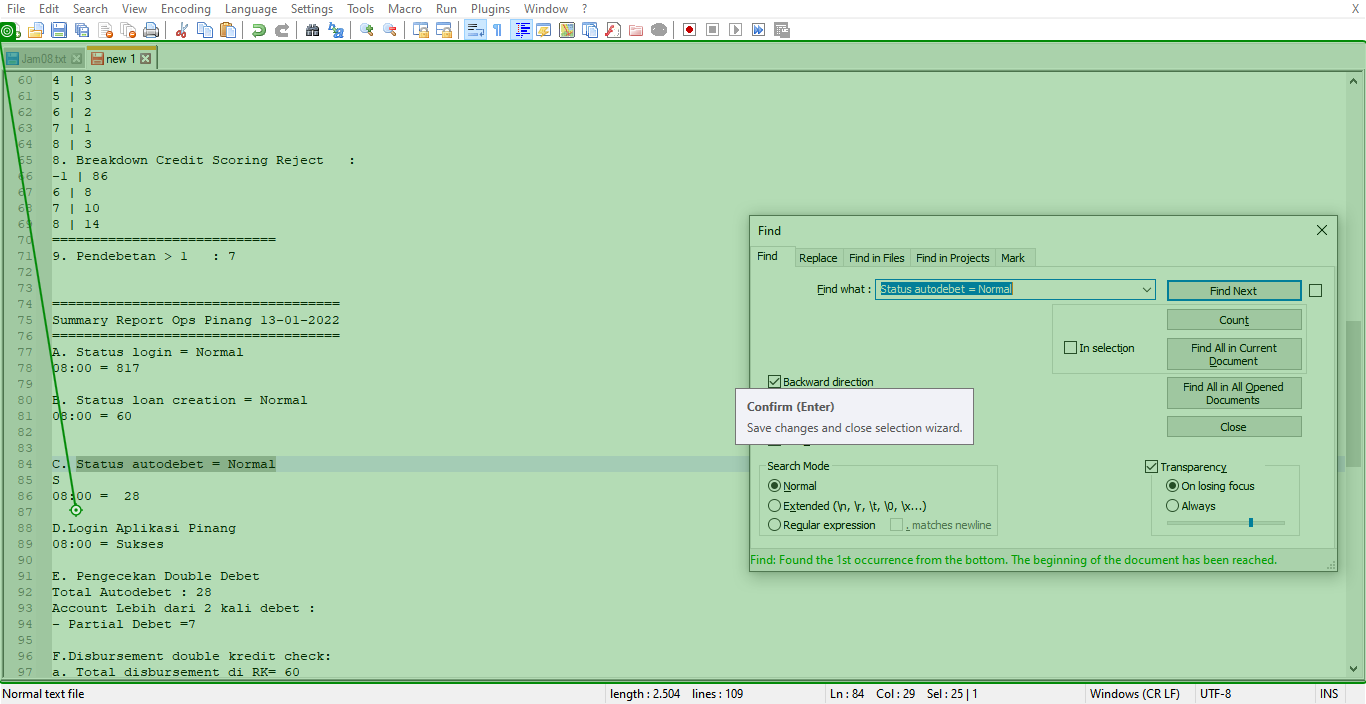 File Edit Search View Encoding Language Settings Tools Macro Run Plugins Window ? X
Jam08.txt new 1
60 4 | 3
61 5 | 3
62 6 | 2
63 7 | 1
64 8 | 3
65 8. Breakdown Credit Scoring Reject :
66 -1 | 86
67 6 | 8
68 7 | 10
69 8 | 14
70 ============================
71 9. Pendebetan > 1 : 7
72
73
74 ====================================
75 Summary Report Ops Pinang 13-01-2022
76 ====================================
77 A. Status login = Normal
78 08:00 = 817
79
80 B. Status loan creation = Normal
81 08:00 = 60
82
83
84 C. Status autodebet = Normal
85 S
86 08:00 = 28
87
88 D.Login Aplikasi Pinang
89 08:00 = Sukses
90
91 E. Pengecekan Double Debet
92 Total Autodebet : 28
93 Account Lebih dari 2 kali debet :
94 - Partial Debet =7
95
96 F.Disbursement double kredit check:
97 a. Total disbursement di RK= 60
Find
Find Replace Find in Files Find in Projects Mark
Find what : Status autodebet = Normal
Find Next
Count
In selection
Find All in Current Document
Backward direction
Find All in All Opened Documents
Close
Confirm (Enter)
Save changes and close selection wizard.
Search Mode
Normal
Extended (\n, \r, \t, \0, \x...)
Regular expression . matches newline
Transparency
On losing focus
Always
Find: Found the 1st occurrence from the bottom. The beginning of the document has been reached.
Normal text file length : 2.504 lines : 109 Ln : 84 Col : 29 Sel : 25 | 1 Windows (CR LF) UTF-8 INS